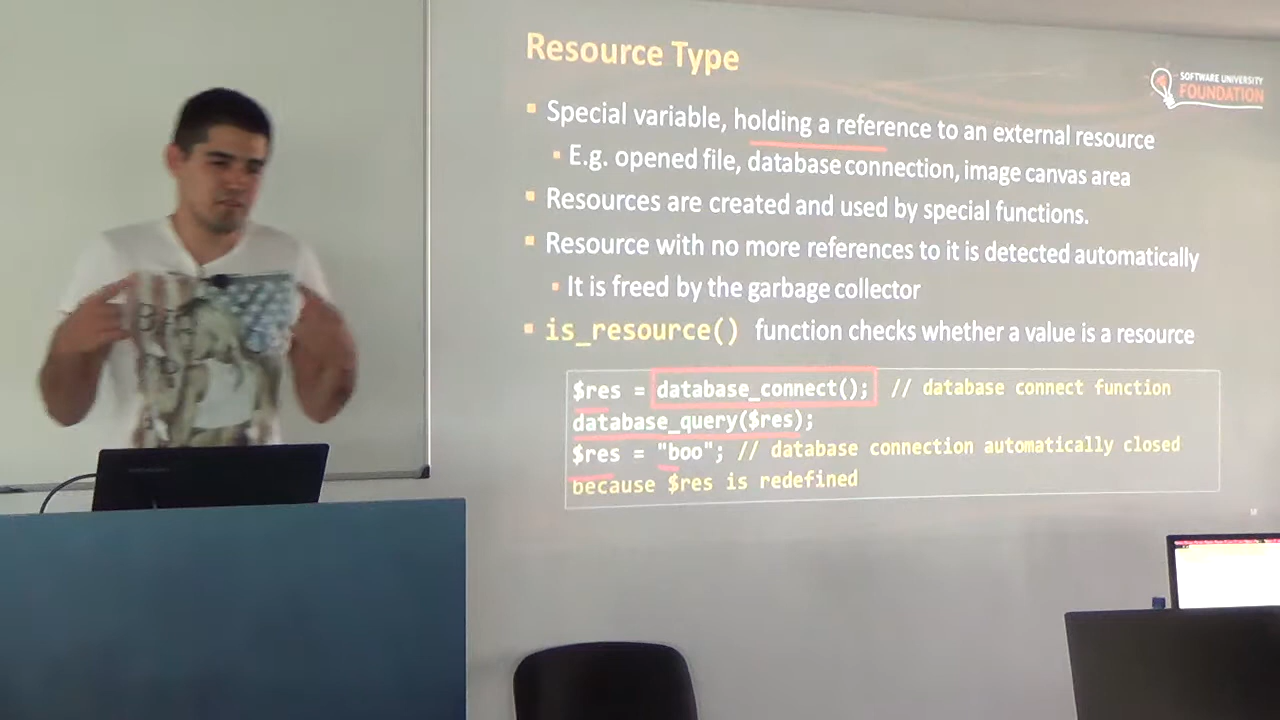 Resource Type
SOFTWARE UNIVERSITY
FOUNDATION
Special variable, holding a reference to an external resource
E.g. opened file, database connection, image canvas area
Resources are created and used by special functions.
Resource with no more references to it is detected automatically
It is freed by the garbage collector
is_resource() function checks whether a value is a resource
$res = database_connect(); // database connect function
database_query($res);
$res = "boo"; // database connection automatically closed
because $res is redefined